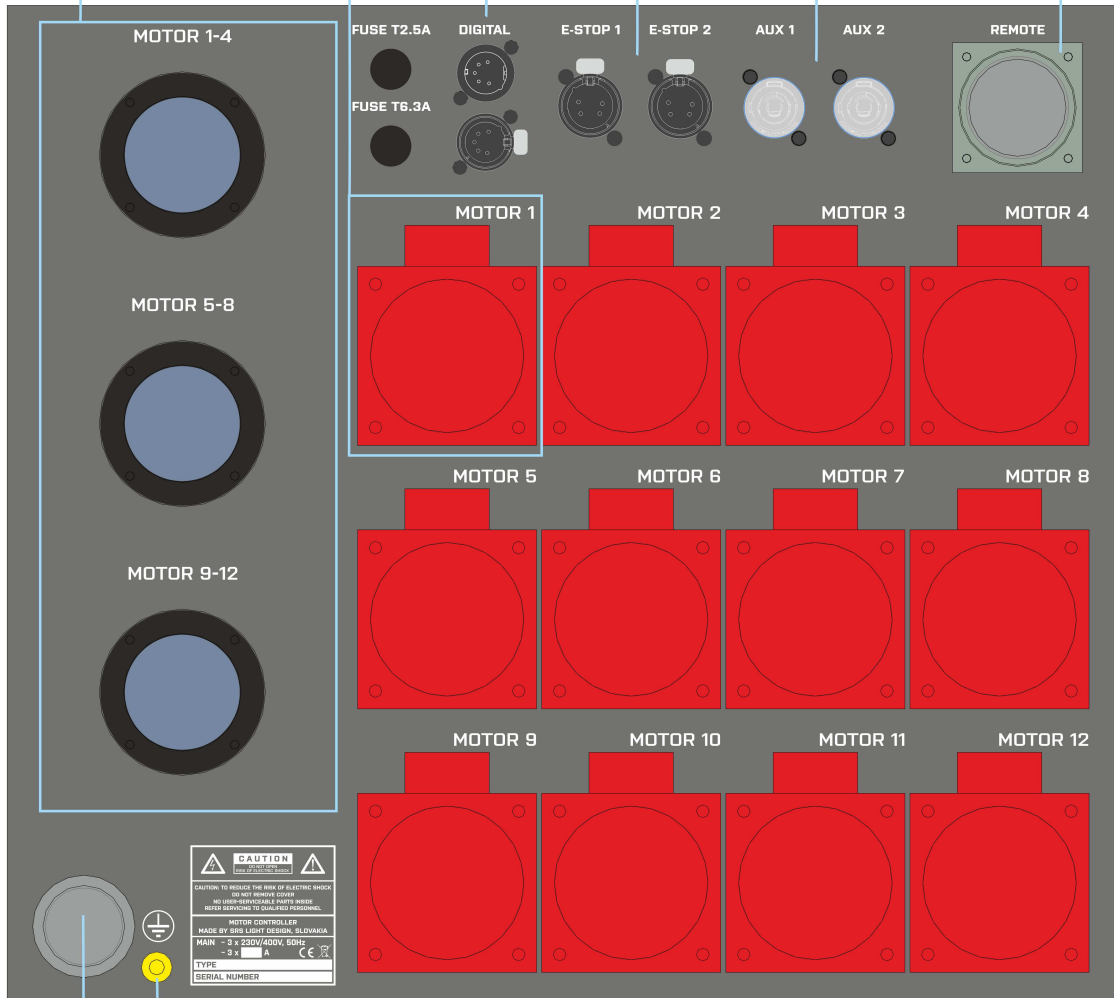 MOTOR 1-4
FUSE T2.5A
DIGITAL
E-STOP 1
E-STOP 2
AUX 1
AUX 2
REMOTE
FUSE T6.3A
MOTOR 1
MOTOR 2
MOTOR 3
MOTOR 4
MOTOR 5-8
MOTOR 5
MOTOR 6
MOTOR 7
MOTOR 8
MOTOR 9-12
MOTOR 9
MOTOR 10
MOTOR 11
MOTOR 12
CAUTION
DO NOT OPEN
RISK OF ELECTRIC SHOCK
CAUTION: TO REDUCE THE RISK OF ELECTRIC SHOCK
DO NOT REMOVE COVER
NO USER-SERVICEABLE PARTS INSIDE
REFER SERVICING TO QUALIFIED PERSONNEL
MOTOR CONTROLLER
MADE BY SRS LIGHT DESIGN, SLOVAKIA
MAIN - 3 x 230V/400V, 50Hz
- 3 x A CE
TYPE
SERIAL NUMBER